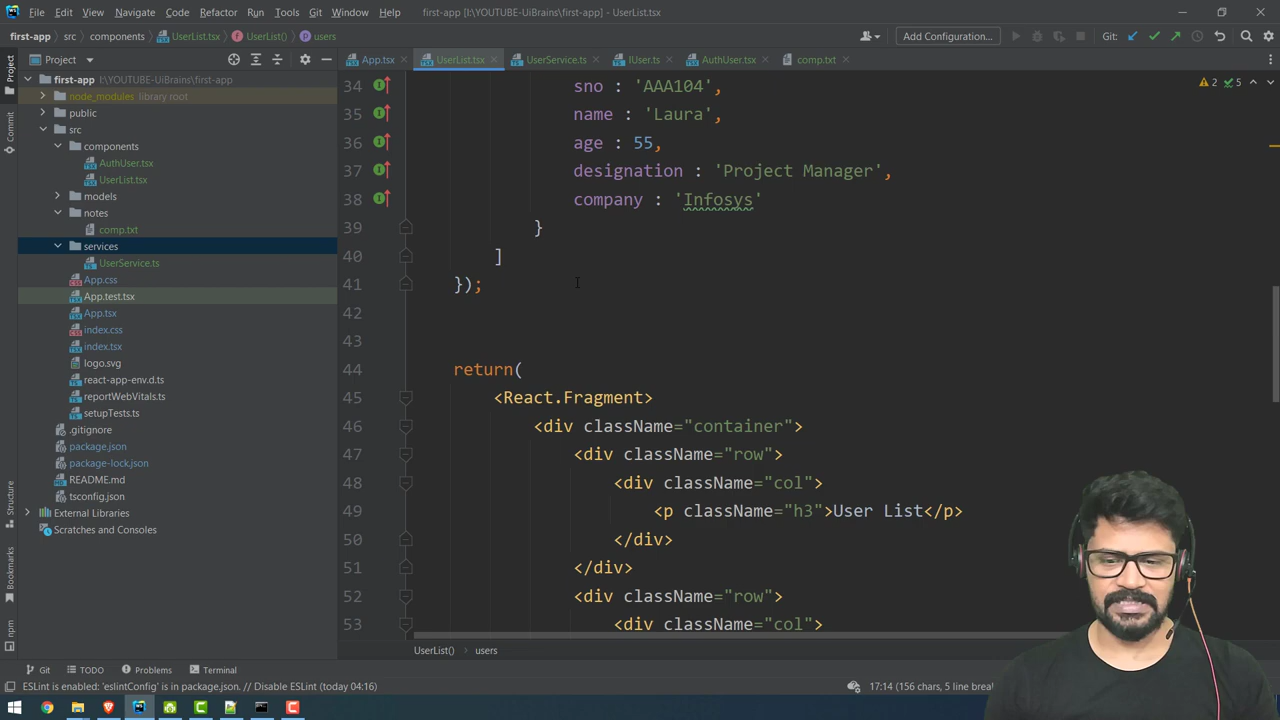 File Edit View Navigate Code Refactor Run Tools Git Window Help first-app [I:\YOUTUBE-UiBrains\first-app] - UserList.tsx
first-app src components UserList.tsx UserList() users Add Configuration... Git:
Project App.tsx UserList.tsx UserService.ts IUser.ts AuthUser.tsx comp.txt
Project
Commit
Structure
Bookmarks
npm
first-app I:\YOUTUBE-UiBrains\first-app
node_modules library root
public
src
components
AuthUser.tsx
UserList.tsx
models
notes
comp.txt
services
UserService.ts
App.css
App.test.tsx
App.tsx
index.css
index.tsx
logo.svg
react-app-env.d.ts
reportWebVitals.ts
setupTests.ts
.gitignore
package.json
package-lock.json
README.md
tsconfig.json
External Libraries
Scratches and Consoles
2 5
34 sno : 'AAA104',
35 name : 'Laura',
36 age : 55,
37 designation : 'Project Manager',
38 company : 'Infosys'
39 }
40 ]
41 });
42
43
44 return(
45 <React.Fragment>
46 <div className="container">
47 <div className="row">
48 <div className="col">
49 <p className="h3">User List</p>
50 </div>
51 </div>
52 <div className="row">
53 <div className="col">
UserList() users
Git TODO Problems Terminal
ESLint is enabled: 'eslintConfig' is in package.json. // Disable ESLint (today 04:16) 17:14 (156 chars, 5 line brea